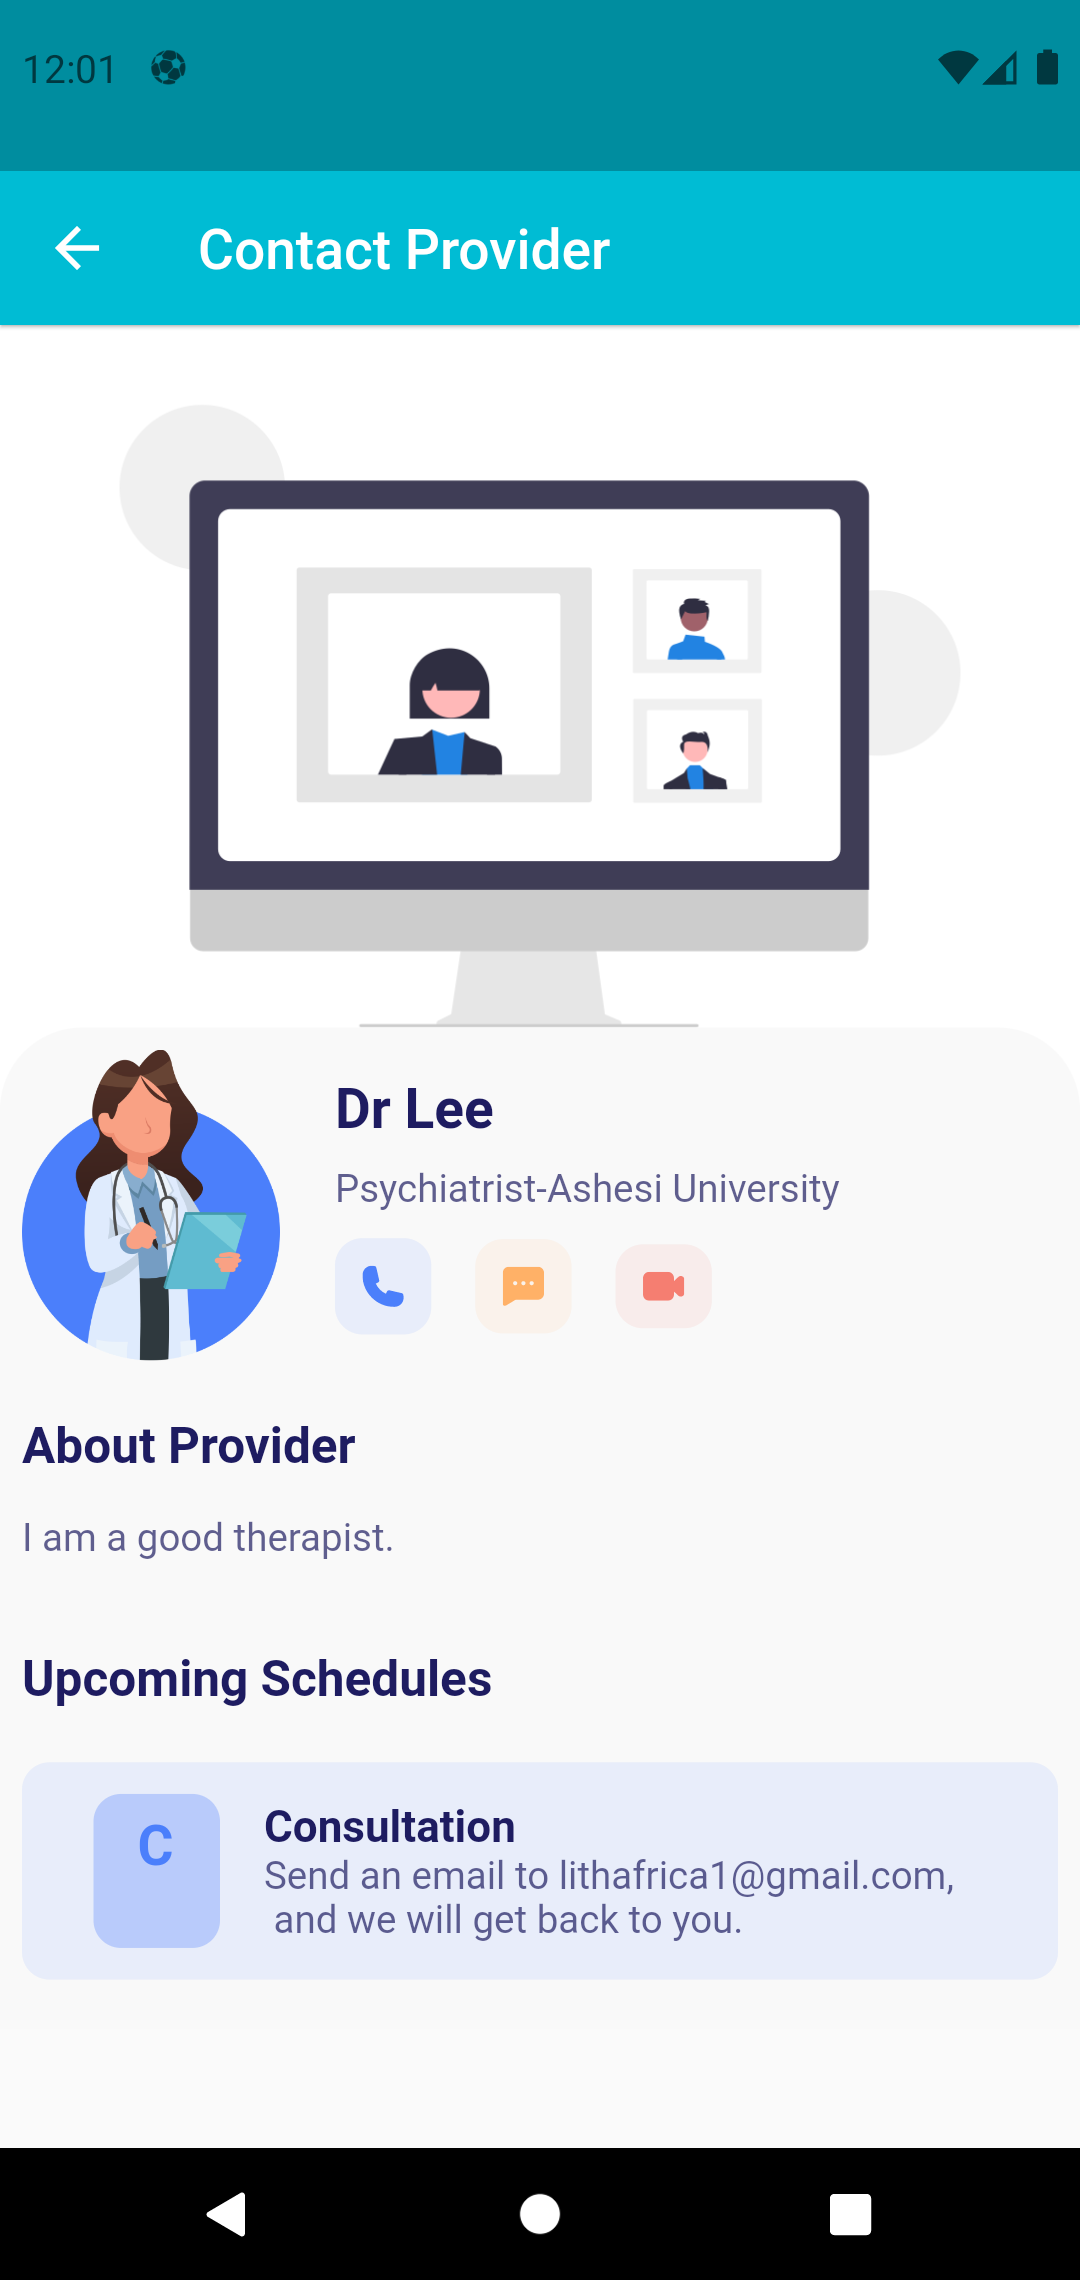 12:01
Contact Provider
Dr Lee
Psychiatrist-Ashesi University
About Provider
I am a good therapist.
Upcoming Schedules
C
Consultation
Send an email to lithafrica1@gmail.com,
and we will get back to you.